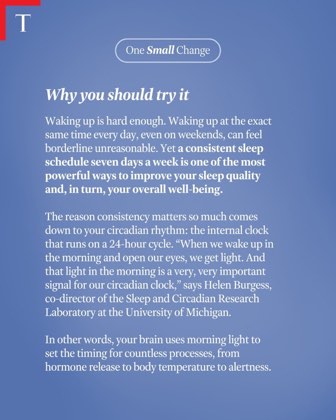 T
One Small Change
Why you should try it
Waking up is hard enough. Waking up at the exact
same time every day, even on weekends, can feel
borderline unreasonable. Yet a consistent sleep
schedule seven days a week is one of the most
powerful ways to improve your sleep quality
and, in turn, your overall well-being.
The reason consistency matters so much comes
down to your circadian rhythm: the internal clock
that runs on a 24-hour cycle. “When we wake up in
the morning and open our eyes, we get light. And
that light in the morning is a very, very important
signal for our circadian clock,” says Helen Burgess,
co-director of the Sleep and Circadian Research
Laboratory at the University of Michigan.
In other words, your brain uses morning light to
set the timing for countless processes, from
hormone release to body temperature to alertness.